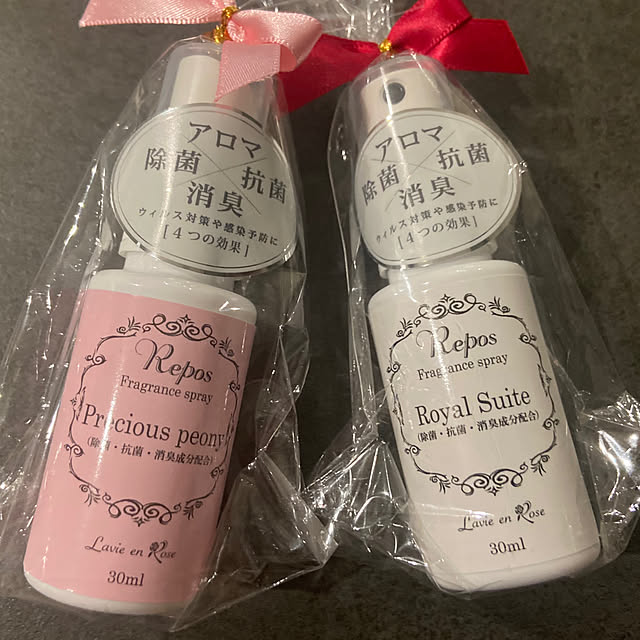 アロマ
除菌 抗菌
消臭
ウイルス対策や感染予防に
[4つの効果]
Repos
Fragrance spray
Precious peony
(除菌・抗菌・消臭成分配合)
Lavie en Rose
30ml
アロマ
除菌 抗菌
消臭
ウイルス対策や感染予防に
[4つの効果]
Repos
Fragrance spray
Royal Suite
(除菌・抗菌・消臭成分配合)
Lavie en Rose
30ml